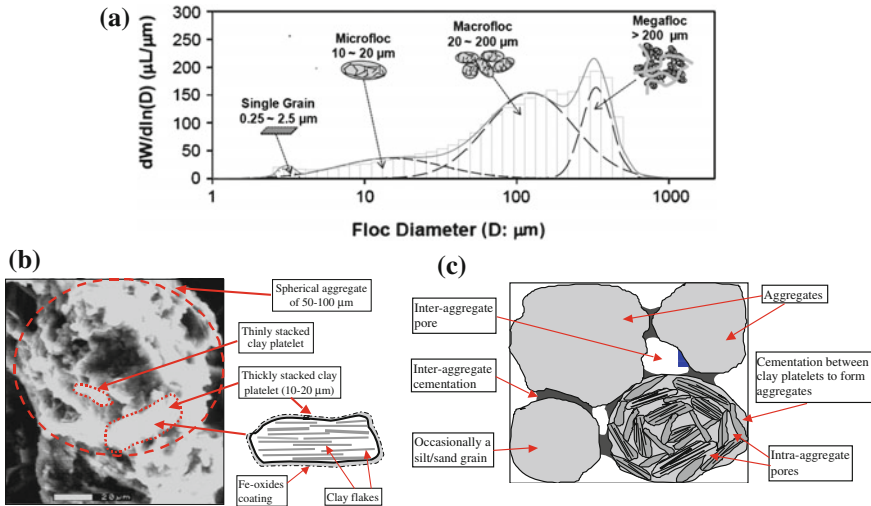 (a)
300
250
200
150
100
50
0
dW/dln(D) (μL/μm)
Single Grain
0.25 ~ 2.5 μm
Microfloc
10 ~ 20 μm
Macrofloc
20 ~ 200 μm
Megafloc
> 200 μm
1
10
100
1000
Floc Diameter (D: μm)
(b)
Spherical aggregate
of 50-100 μm
Thinly stacked
clay platelet
Thickly stacked clay
platelet (10-20 μm)
Fe-oxides
coating
Clay flakes
20μm
(c)
Inter-aggregate
pore
Inter-aggregate
cementation
Occasionally a
silt/sand grain
Aggregates
Cementation between
clay platelets to form
aggregates
Intra-aggregate
pores